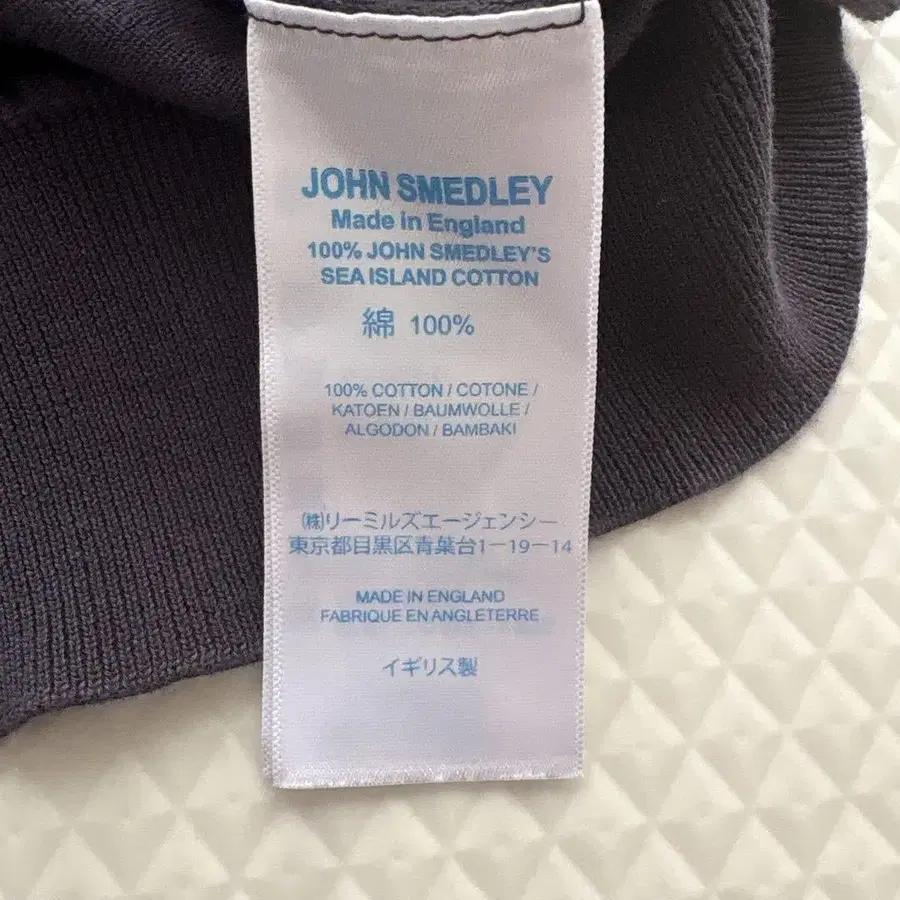 JOHN SMEDLEY
Made in England
100% JOHN SMEDLEY'S
SEA ISLAND COTTON
綿 100%
100% COTTON / COTONE /
KATOEN / BAUMWOLLE /
ALGODON / BAMBAKI
㈱リーミルズエージェンシー
東京都目黒区青葉台1-19-14
MADE IN ENGLAND
FABRIQUE EN ANGLETERRE
イギリス製